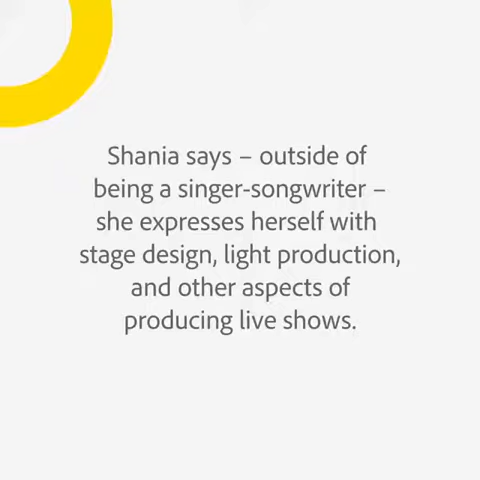 Shania says – outside of
being a singer-songwriter –
she expresses herself with
stage design, light production,
and other aspects of
producing live shows.